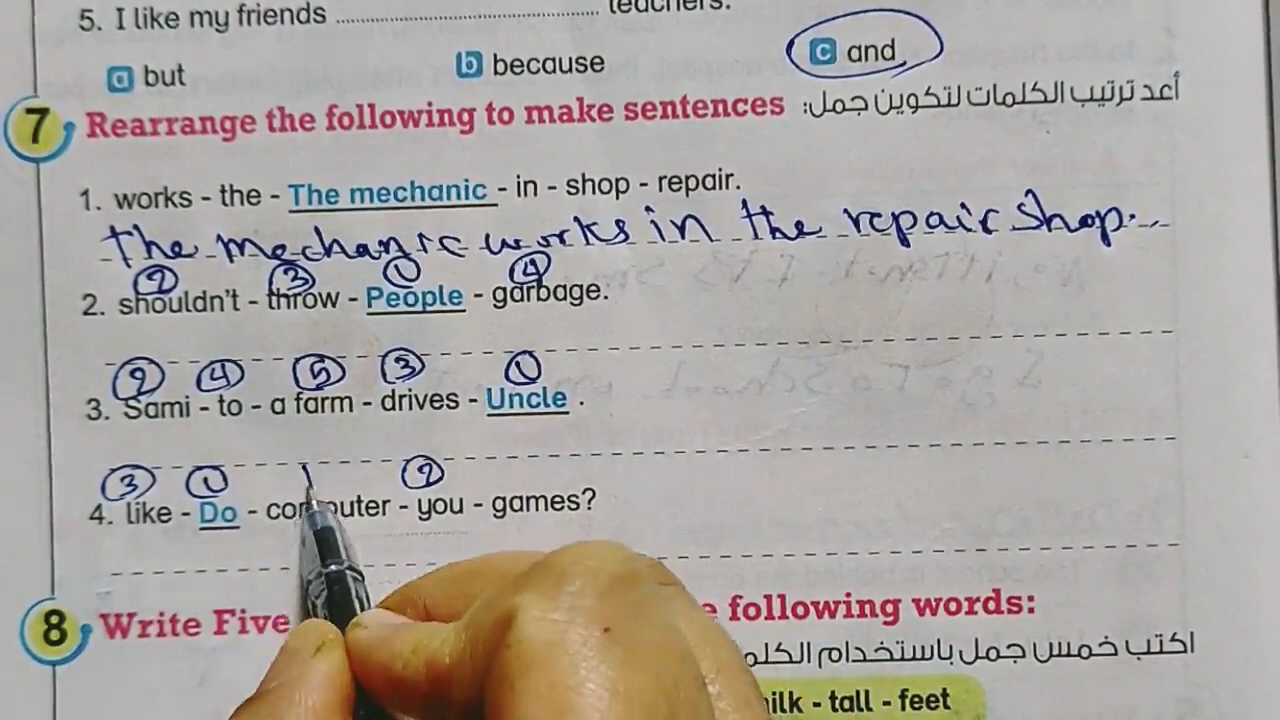 5. I like my friends ........................ teachers.
a but b because c and
7 Rearrange the following to make sentences أعد ترتيب الكلمات لتكوين جمل:
1. works - the - The mechanic - in - shop - repair.
The mechanic works in the repair shop.
2 3 1 4
2. shouldn't - throw - People - garbage.
2 4 5 3 1
3. Sami - to - a farm - drives - Uncle .
3 1 2
4. like - Do - computer - you - games?
8 Write Five following words:
اكتب خمس جمل باستخدام
milk - tall - feet